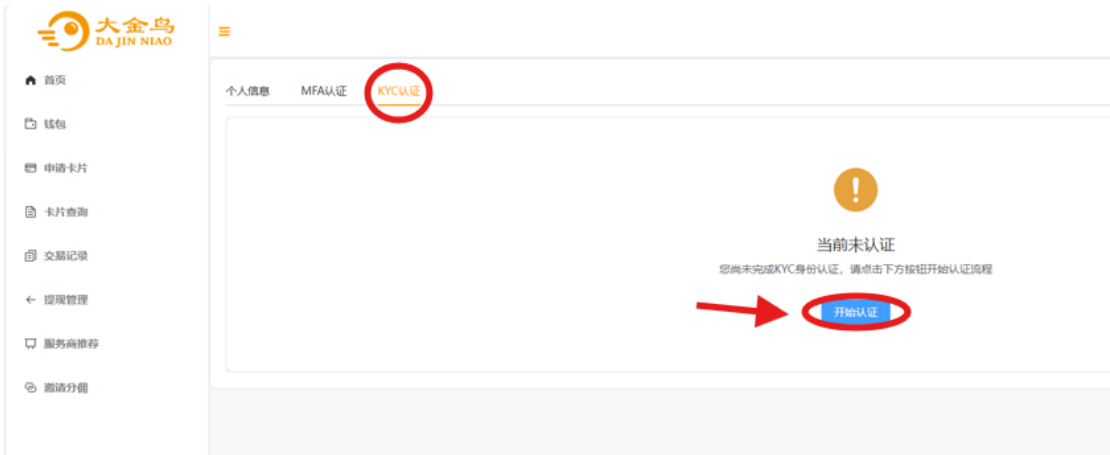 大金鸟
DA JIN NIAO
首页
钱包
申请卡片
卡片查询
交易记录
提现管理
服务商推荐
邀请分佣
个人信息 MFA认证 KYC认证
当前未认证
您尚未完成KYC身份认证，请点击下方按钮开始认证流程
开始认证